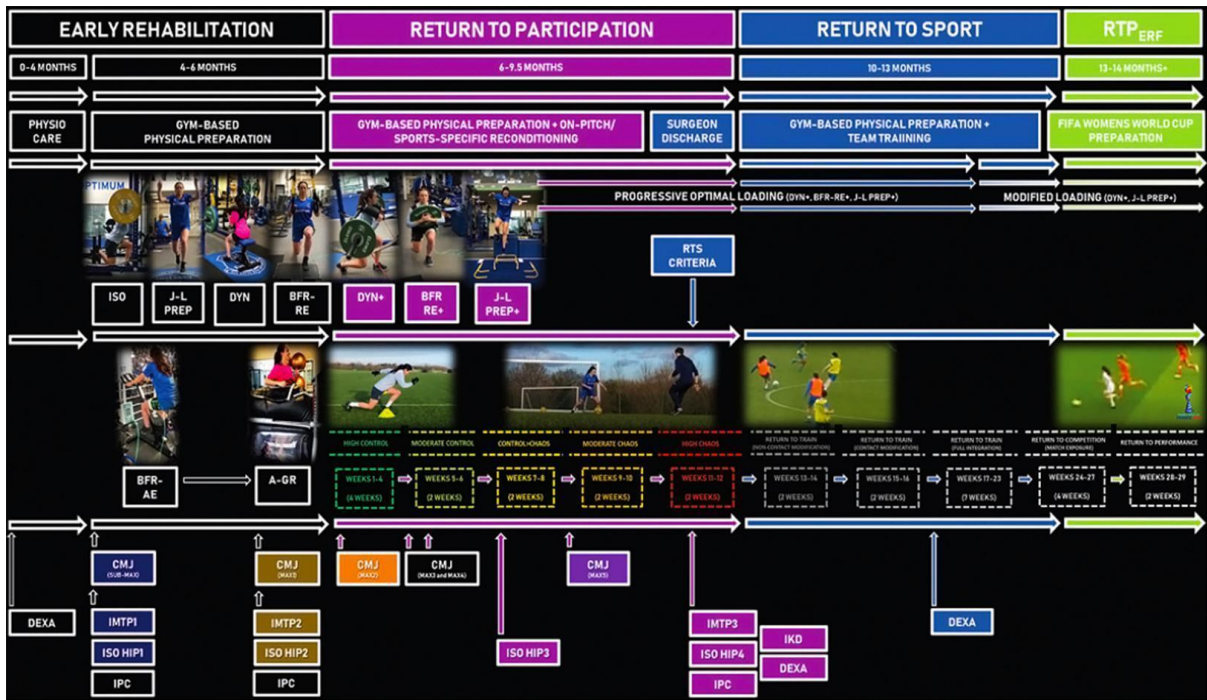 EARLY REHABILITATION
RETURN TO PARTICIPATION
RETURN TO SPORT
RTPERF
0-4 MONTHS
4-6 MONTHS
6-9.5 MONTHS
10-13 MONTHS
13-14 MONTHS+
PHYSIO
CARE
GYM-BASED
PHYSICAL PREPARATION
GYM-BASED PHYSICAL PREPARATION + ON-PITCH/
SPORTS-SPECIFIC RECONDITIONING
SURGEON
DISCHARGE
GYM-BASED PHYSICAL PREPARATION +
TEAM TRAINING
FIFA WOMENS WORLD CUP
PREPARATION
PROGRESSIVE OPTIMAL LOADING (DYN+, BFR-RE+, J-L PREP+)
MODIFIED LOADING (DYN+, J-L PREP+)
RTS
CRITERIA
ISO
J-L
PREP
DYN
BFR-
RE
DYN+
BFR
RE+
J-L
PREP+
BFR-
AE
A-GR
HIGH CONTROL
MODERATE CONTROL
CONTROL>CHAOS
MODERATE CHAOS
HIGH CHAOS
RETURN TO TRAIN
(NON-CONTACT MODIFICATION)
RETURN TO TRAIN
(CONTACT MODIFICATION)
RETURN TO TRAIN
(FULL INTEGRATION)
RETURN TO COMPETITION
(MATCH EXPOSURE)
RETURN TO PERFORMANCE
WEEKS 1-4
(4 WEEKS)
WEEKS 5-6
(2 WEEKS)
WEEKS 7-8
(2 WEEKS)
WEEKS 9-10
(2 WEEKS)
WEEKS 11-12
(2 WEEKS)
WEEKS 13-14
(2 WEEKS)
WEEKS 15-16
(2 WEEKS)
WEEKS 17-23
(7 WEEKS)
WEEKS 24-27
(4 WEEKS)
WEEKS 28-29
(2 WEEKS)
CMJ
(SUB-MAX)
CMJ
(MAX1)
CMJ
(MAX2)
CMJ
(MAX3 and MAX4)
CMJ
(MAX5)
DEXA
IMTP1
ISO HIP1
IPC
IMTP2
ISO HIP2
IPC
ISO HIP3
IMTP3
ISO HIP4
IPC
IKD
DEXA
DEXA